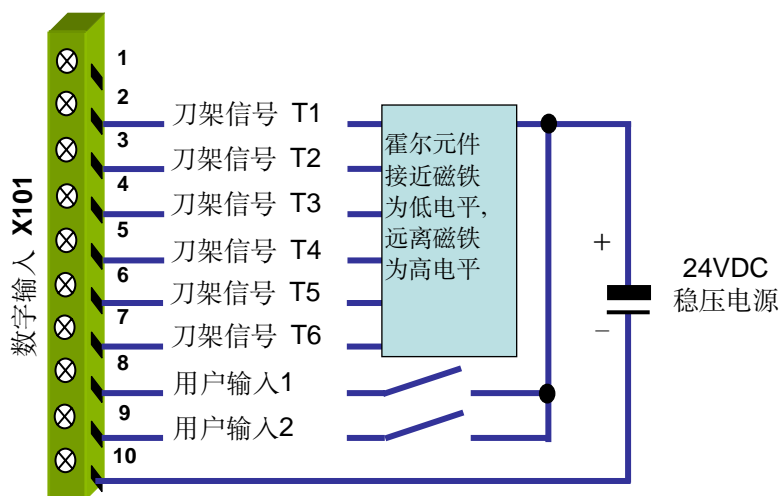 数字输入 X101
1
2
3
4
5
6
7
8
9
10
刀架信号 T1
刀架信号 T2
刀架信号 T3
刀架信号 T4
刀架信号 T5
刀架信号 T6
用户输入1
用户输入2
霍尔元件
接近磁铁
为低电平,
远离磁铁
为高电平
+
24VDC
稳压电源
−